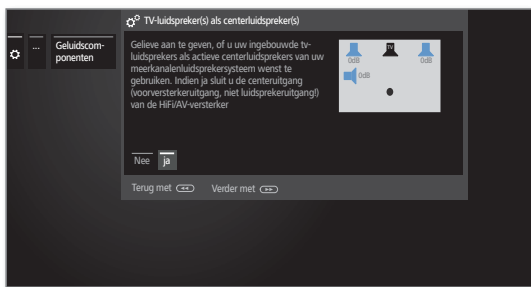 TV-luidspreker(s) als centerluidspreker(s)
...
Geluidscom-
ponenten
Gelieve aan te geven, of u uw ingebouwde tv-
luidsprekers als actieve centerluidsprekers van uw
meerkanalenluidsprekersysteem wenst te
gebruiken. Indien ja sluit u de centeruitgang
(voorversterkeruitgang, niet luidsprekeruitgang!)
van de HiFi/AV-versterker
TV
0dB
0dB
0dB
Nee ja
Terug met Verder met